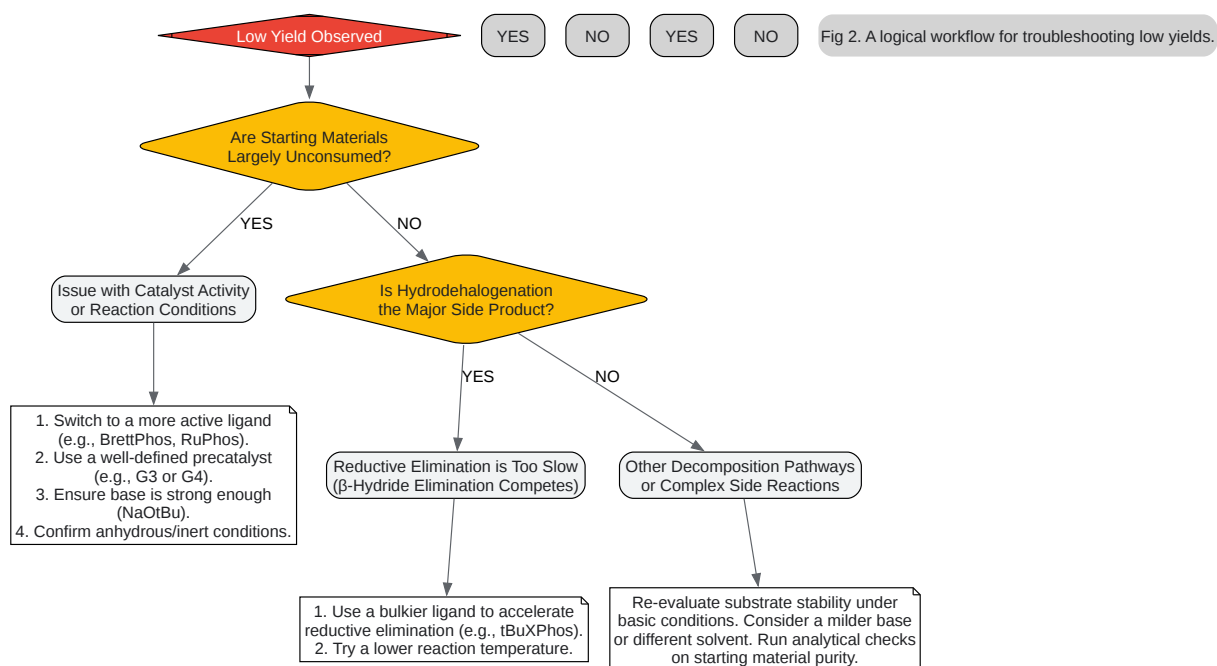 Low Yield Observed
YES
NO
YES
NO
Fig 2. A logical workflow for troubleshooting low yields.
Are Starting Materials
Largely Unconsumed?
YES
NO
Issue with Catalyst Activity
or Reaction Conditions
Is Hydrodehalogenation
the Major Side Product?
YES
NO
1. Switch to a more active ligand
(e.g., BrettPhos, RuPhos).
2. Use a well-defined precatalyst
(e.g., G3 or G4).
3. Ensure base is strong enough
(NaOtBu).
4. Confirm anhydrous/inert conditions.
Reductive Elimination is Too Slow
(β-Hydride Elimination Competes)
Other Decomposition Pathways
or Complex Side Reactions
1. Use a bulkier ligand to accelerate
reductive elimination (e.g., tBuXPhos).
2. Try a lower reaction temperature.
Re-evaluate substrate stability under
basic conditions. Consider a milder base
or different solvent. Run analytical checks
on starting material purity.